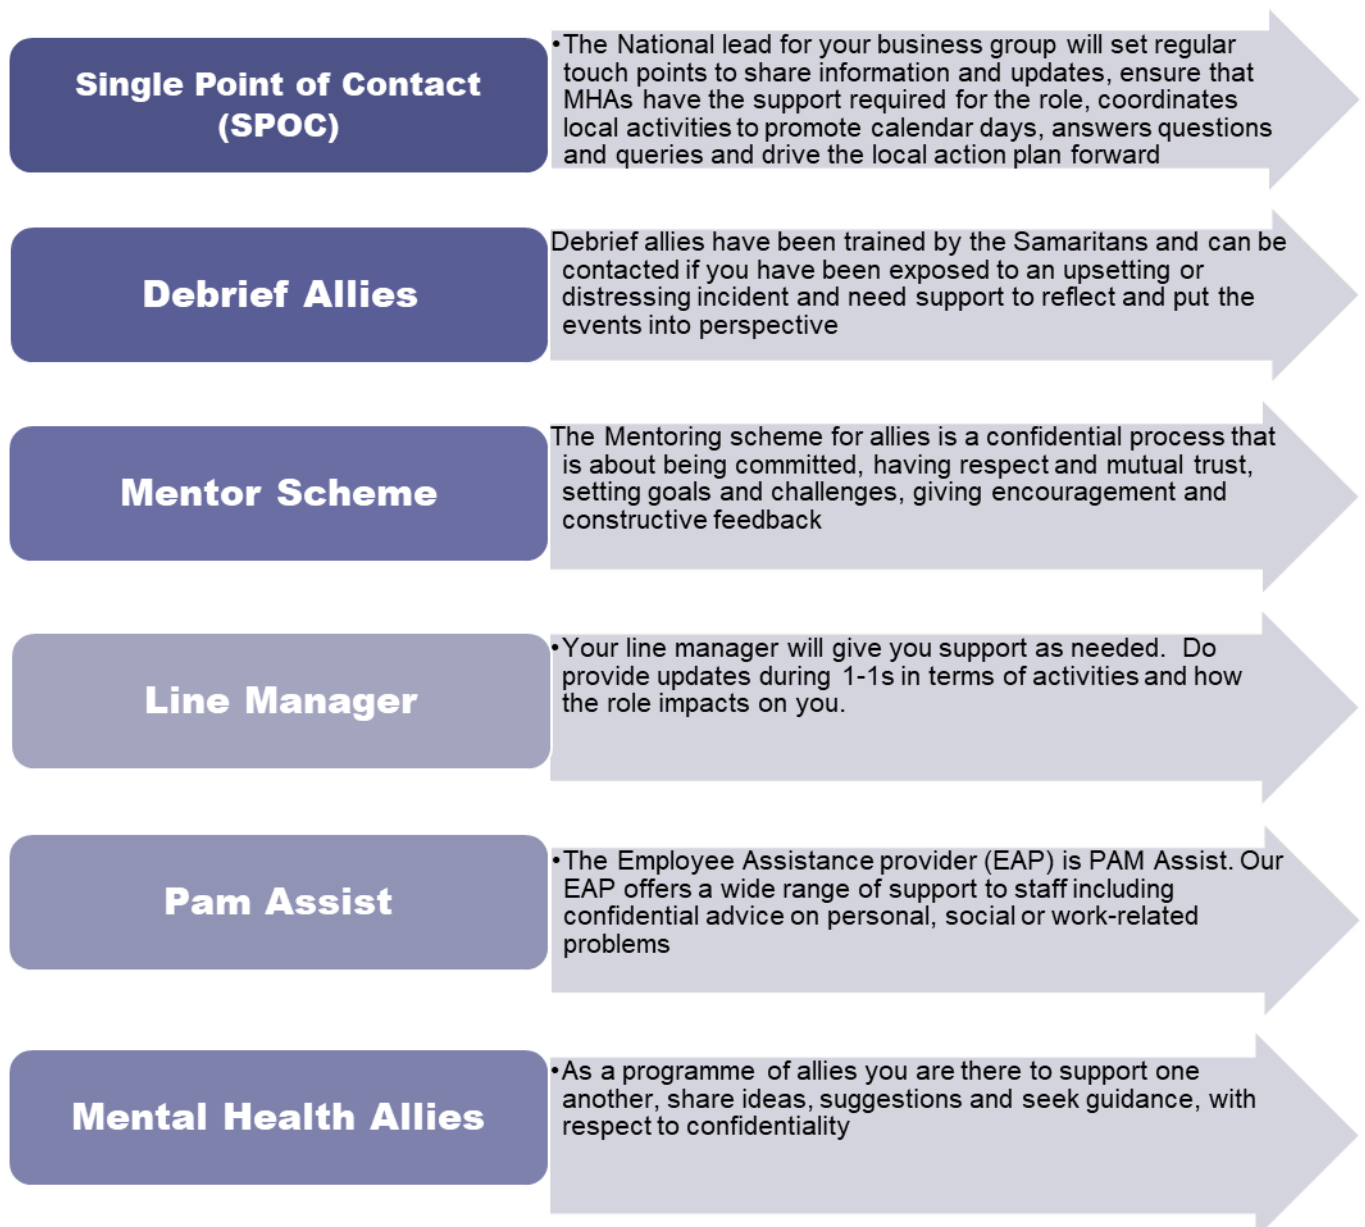 Single Point of Contact
(SPOC)
•The National lead for your business group will set regular
touch points to share information and updates, ensure that
MHAs have the support required for the role, coordinates
local activities to promote calendar days, answers questions
and queries and drive the local action plan forward
Debrief Allies
Debrief allies have been trained by the Samaritans and can be
contacted if you have been exposed to an upsetting or
distressing incident and need support to reflect and put the
events into perspective
Mentor Scheme
The Mentoring scheme for allies is a confidential process that
is about being committed, having respect and mutual trust,
setting goals and challenges, giving encouragement and
constructive feedback
Line Manager
•Your line manager will give you support as needed.  Do
provide updates during 1-1s in terms of activities and how
the role impacts on you.
Pam Assist
•The Employee Assistance provider (EAP) is PAM Assist. Our
EAP offers a wide range of support to staff including
confidential advice on personal, social or work-related
problems
Mental Health Allies
•As a programme of allies you are there to support one
another, share ideas, suggestions and seek guidance, with
respect to confidentiality